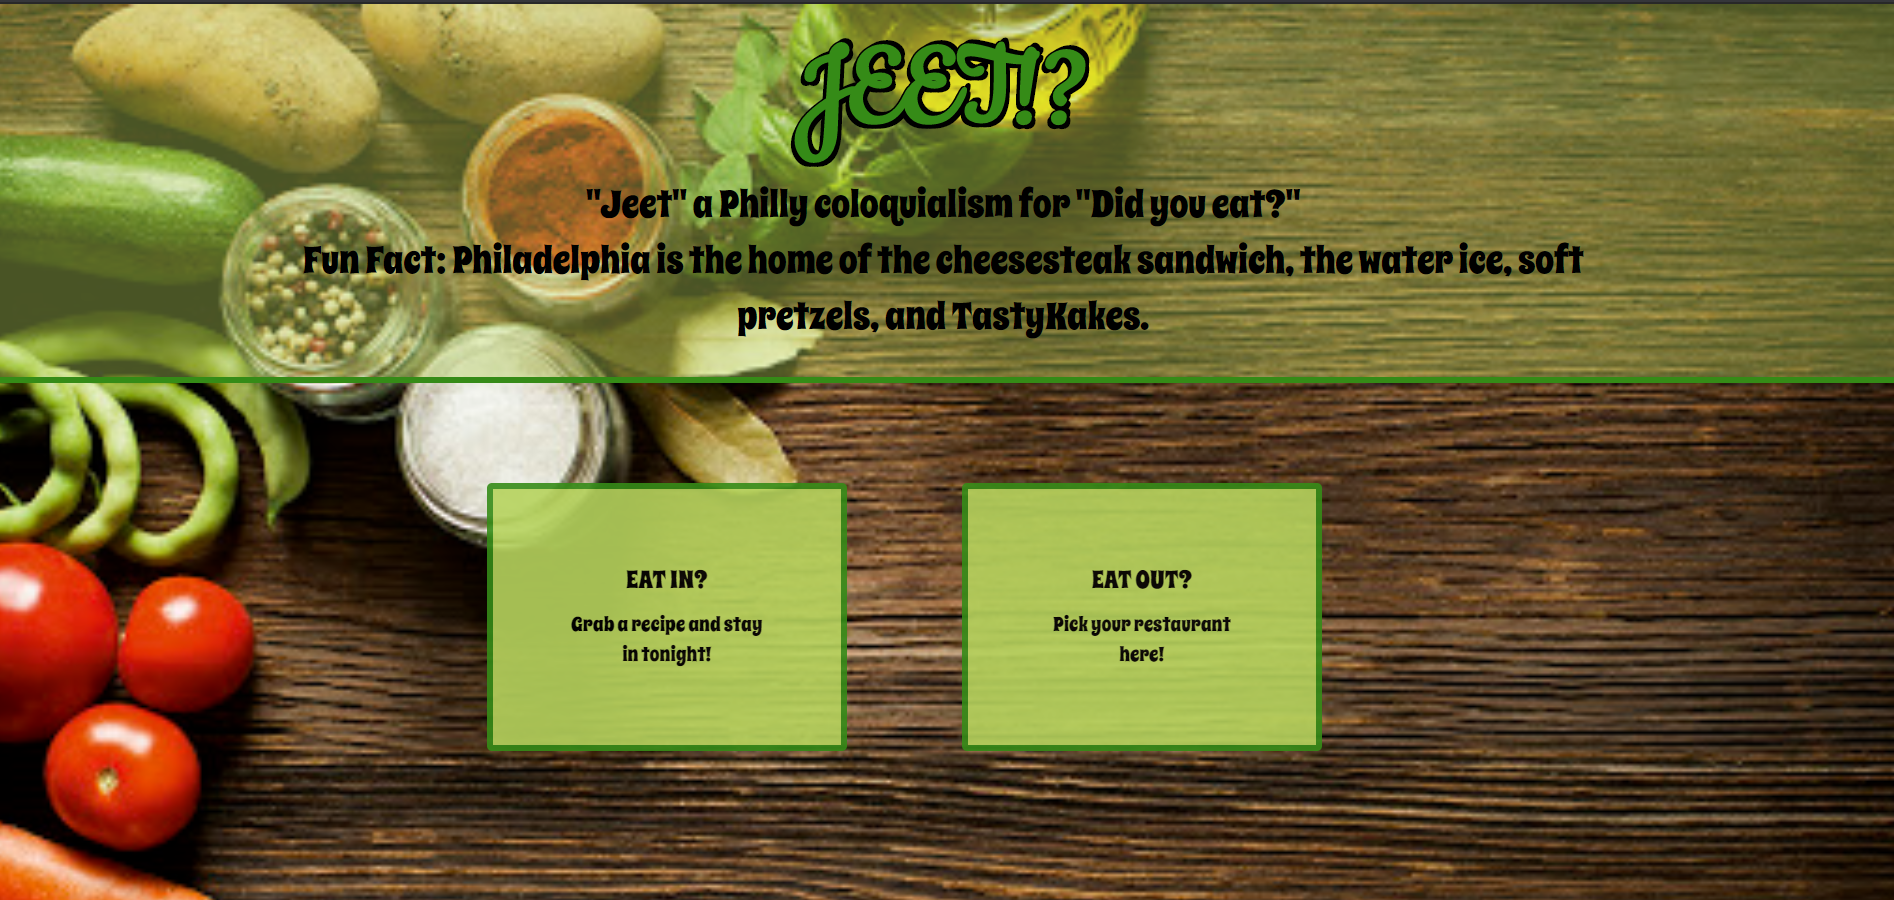 JEET!?
"Jeet" a Philly coloquialism for "Did you eat?"
Fun Fact: Philadelphia is the home of the cheesesteak sandwich, the water ice, soft
pretzels, and TastyKakes.
EAT IN?
Grab a recipe and stay
in tonight!
EAT OUT?
Pick your restaurant
here!